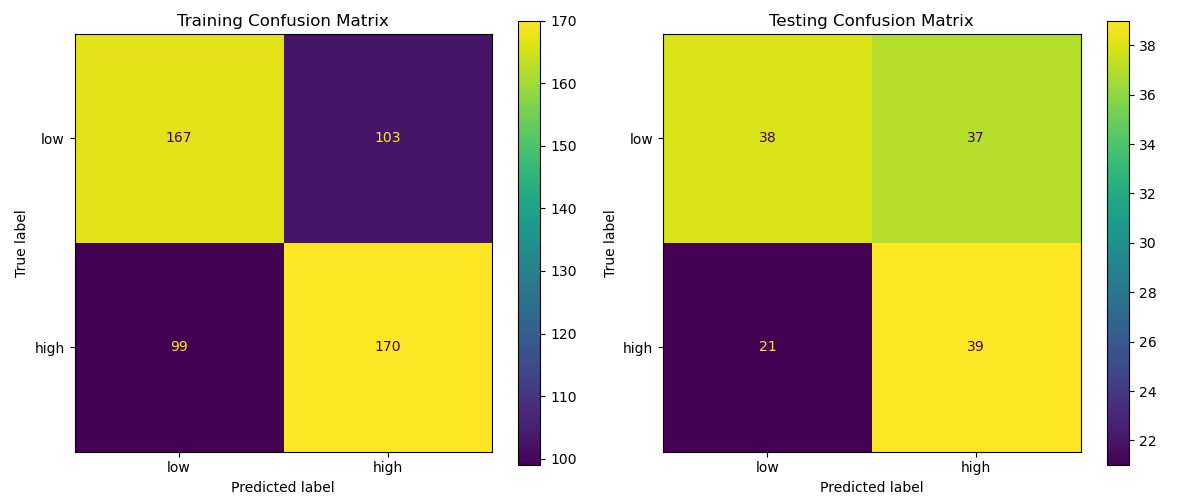 Training Confusion Matrix
True label
low
high
167
103
99
170
low
high
Predicted label
170
160
150
140
130
120
110
100
Testing Confusion Matrix
True label
low
high
38
37
21
39
low
high
Predicted label
38
36
34
32
30
28
26
24
22